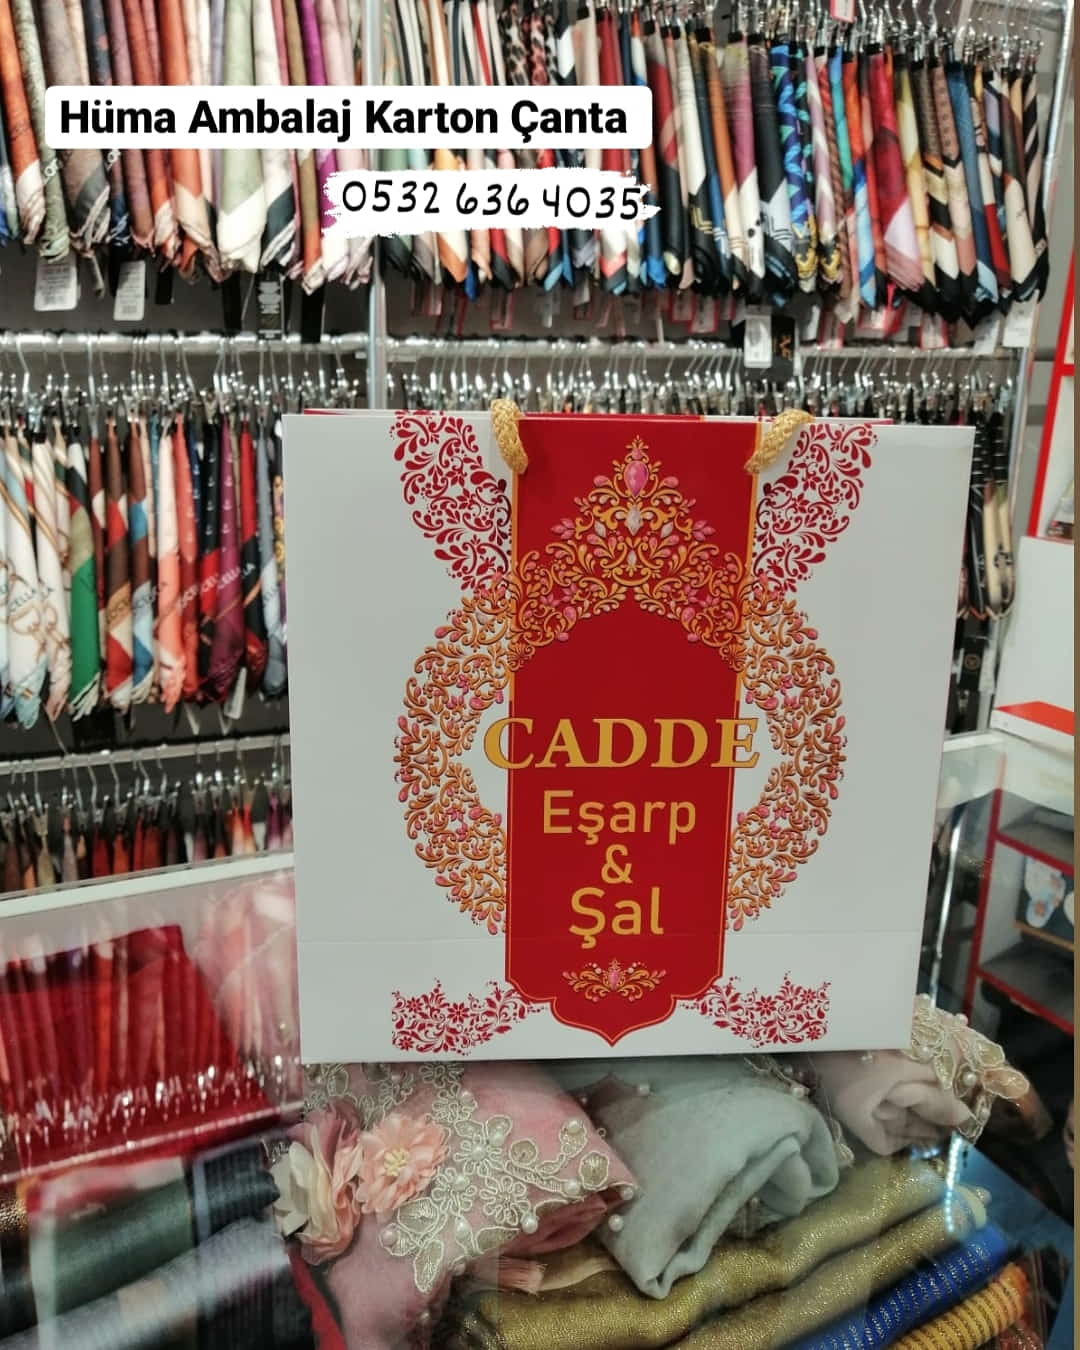 Hüma Ambalaj Karton Çanta
0532 636 4035
CADDE
Eşarp
&
Şal